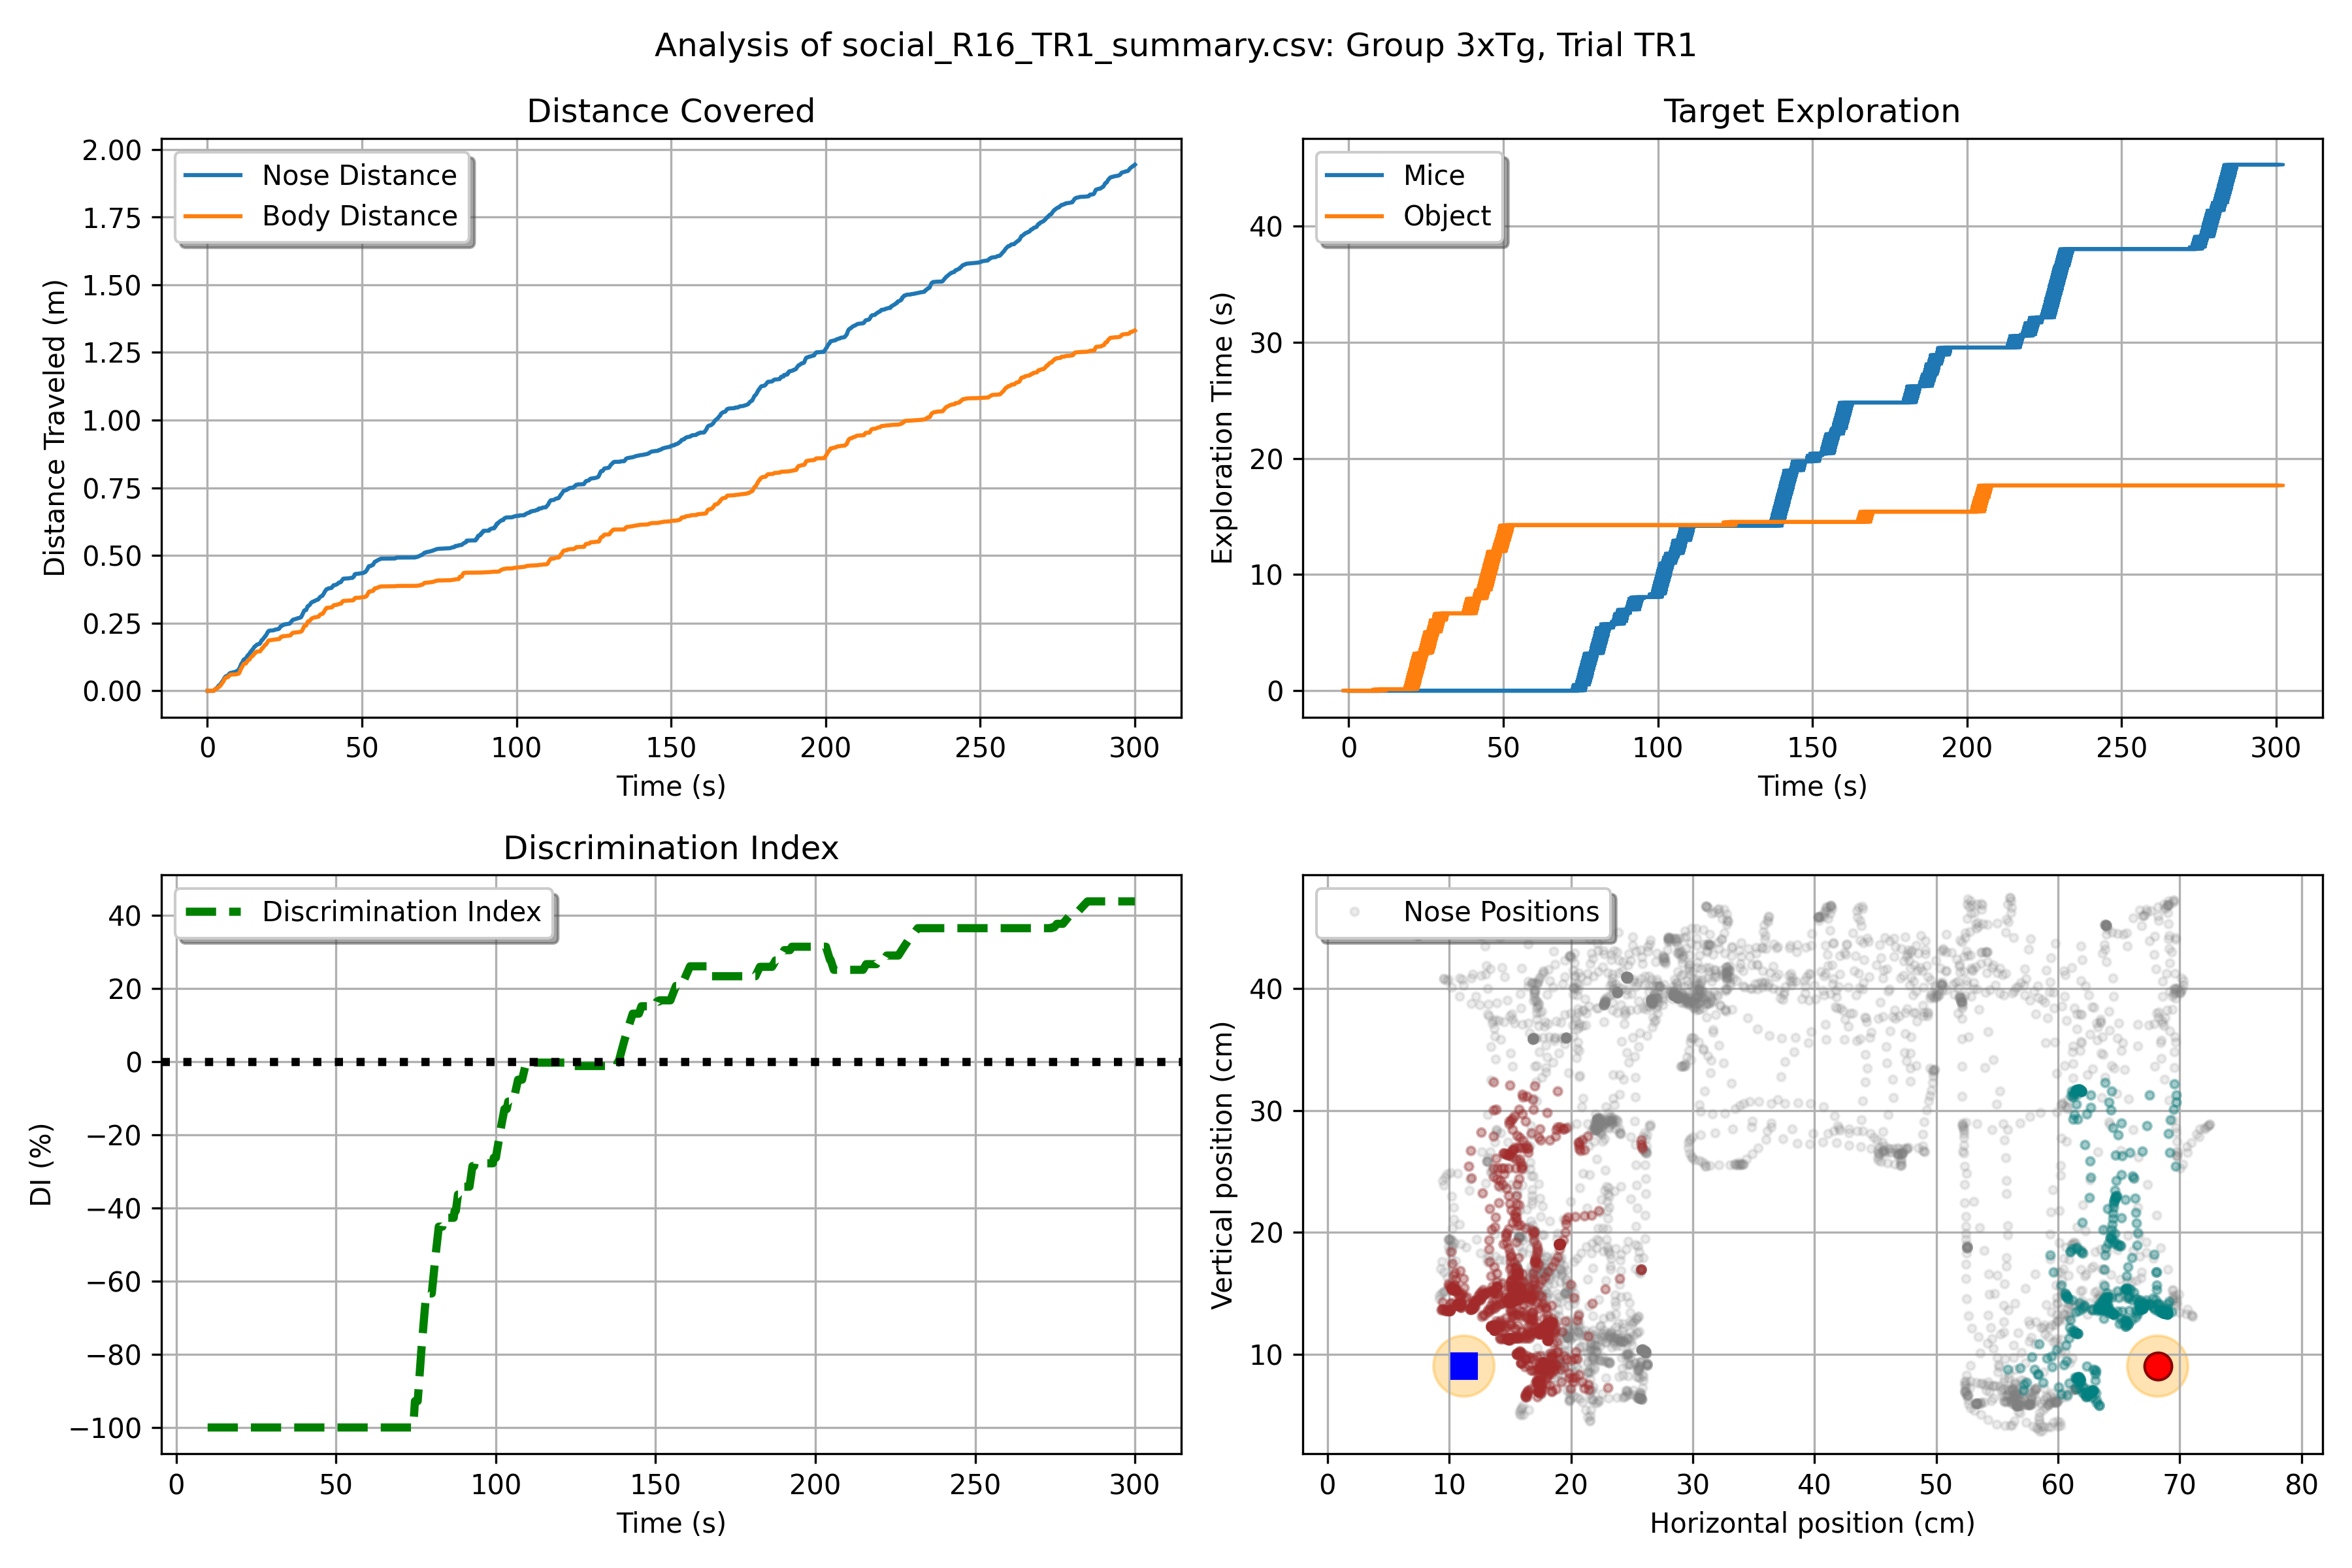 Analysis of social_R16_TR1_summary.csv: Group 3xTg, Trial TR1
Distance Covered
Nose Distance
Body Distance
Distance Traveled (m)
2.00
1.75
1.50
1.25
1.00
0.75
0.50
0.25
0.00
0 50 100 150 200 250 300
Time (s)
Target Exploration
Mice
Object
Exploration Time (s)
40
30
20
10
0
0 50 100 150 200 250 300
Time (s)
Discrimination Index
Discrimination Index
DI (%)
40
20
0
−20
−40
−60
−80
−100
0 50 100 150 200 250 300
Time (s)
Nose Positions
Vertical position (cm)
40
30
20
10
0 10 20 30 40 50 60 70 80
Horizontal position (cm)